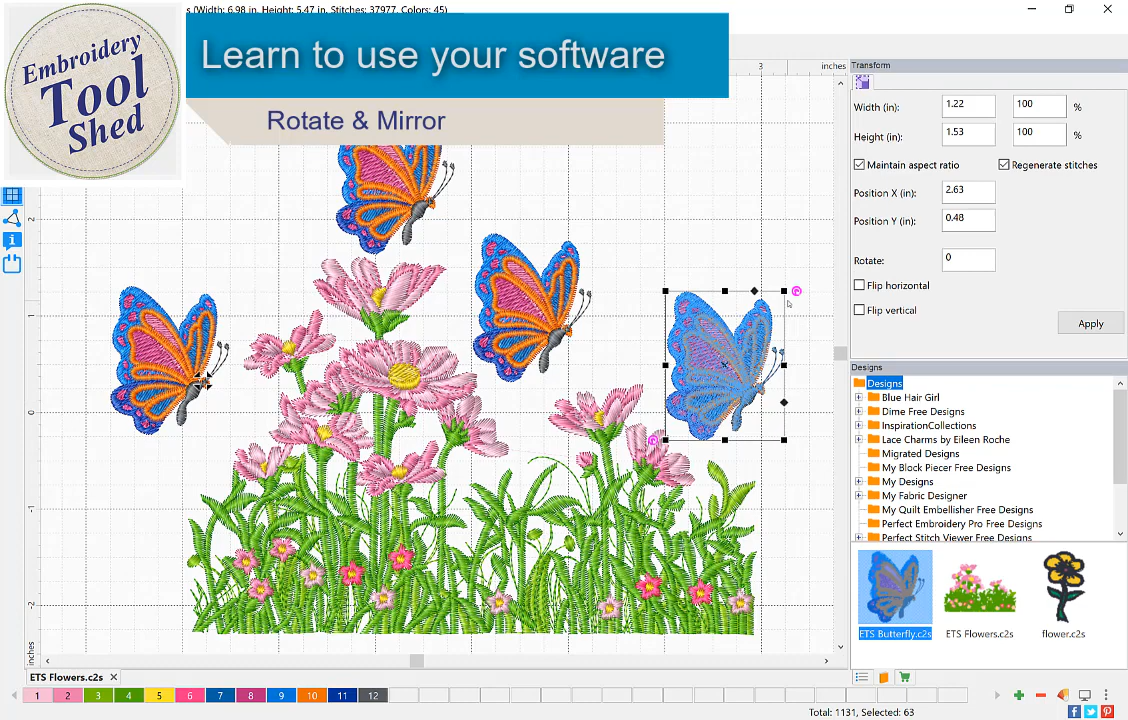 s (Width: 6.98 in, Height: 5.47 in, Stitches: 37977, Colors: 45)
Embroidery
Tool
Shed
Learn to use your software
Rotate & Mirror
3
inches
2
1
0
-1
-2
inches
Transform
Width (in):
1.22
100
%
Height (in):
1.53
100
%
Maintain aspect ratio
Regenerate stitches
Position X (in):
2.63
Position Y (in):
0.48
Rotate:
0
Flip horizontal
Flip vertical
Apply
Designs
Designs
Blue Hair Girl
Dime Free Designs
InspirationCollections
Lace Charms by Eileen Roche
Migrated Designs
My Block Piecer Free Designs
My Designs
My Fabric Designer
My Quilt Embellisher Free Designs
Perfect Embroidery Pro Free Designs
Perfect Stitch Viewer Free Designs
ETS Butterfly.c2s
ETS Flowers.c2s
flower.c2s
ETS Flowers.c2s
1
2
3
4
5
6
7
8
9
10
11
12
Total: 1131, Selected: 63